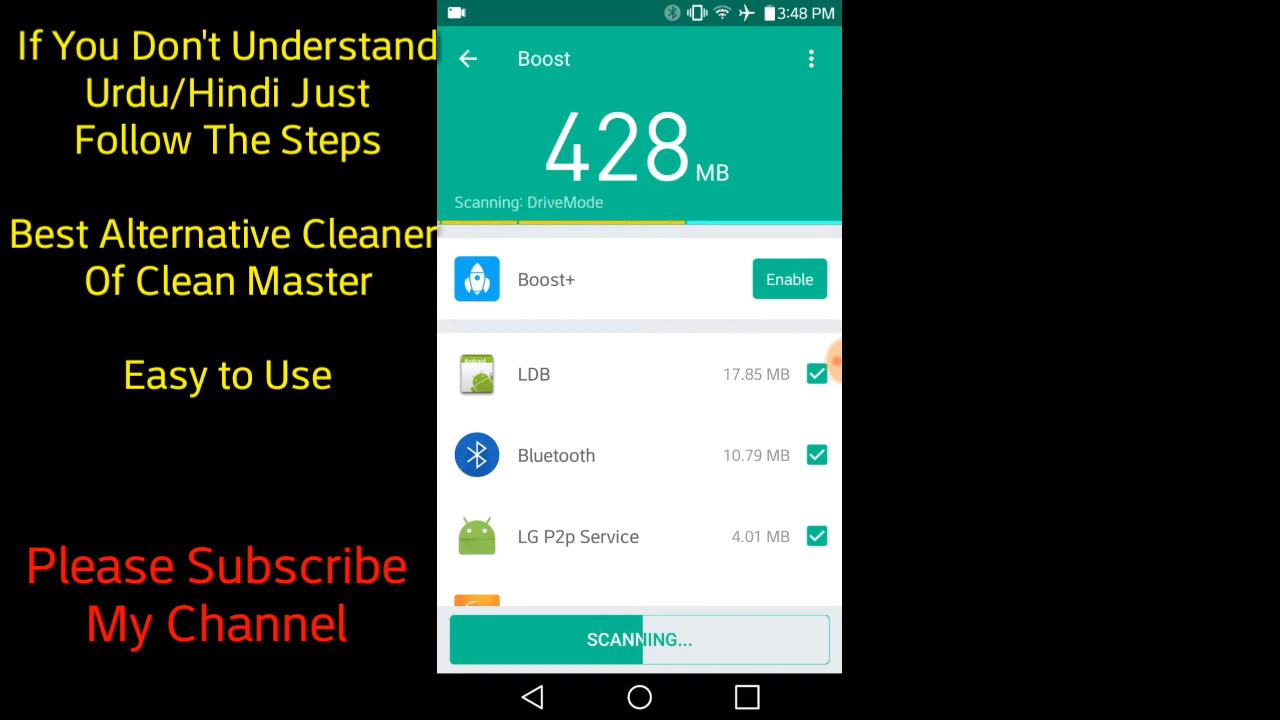 If You Don't Understand
Urdu/Hindi Just
Follow The Steps
Best Alternative Cleaner
Of Clean Master
Easy to Use
Please Subscribe
My Channel
3:48 PM
Boost
428 MB
Scanning: DriveMode
Boost+
Enable
LDB 17.85 MB
Bluetooth 10.79 MB
Android
LG P2p Service 4.01 MB
SCANNING...